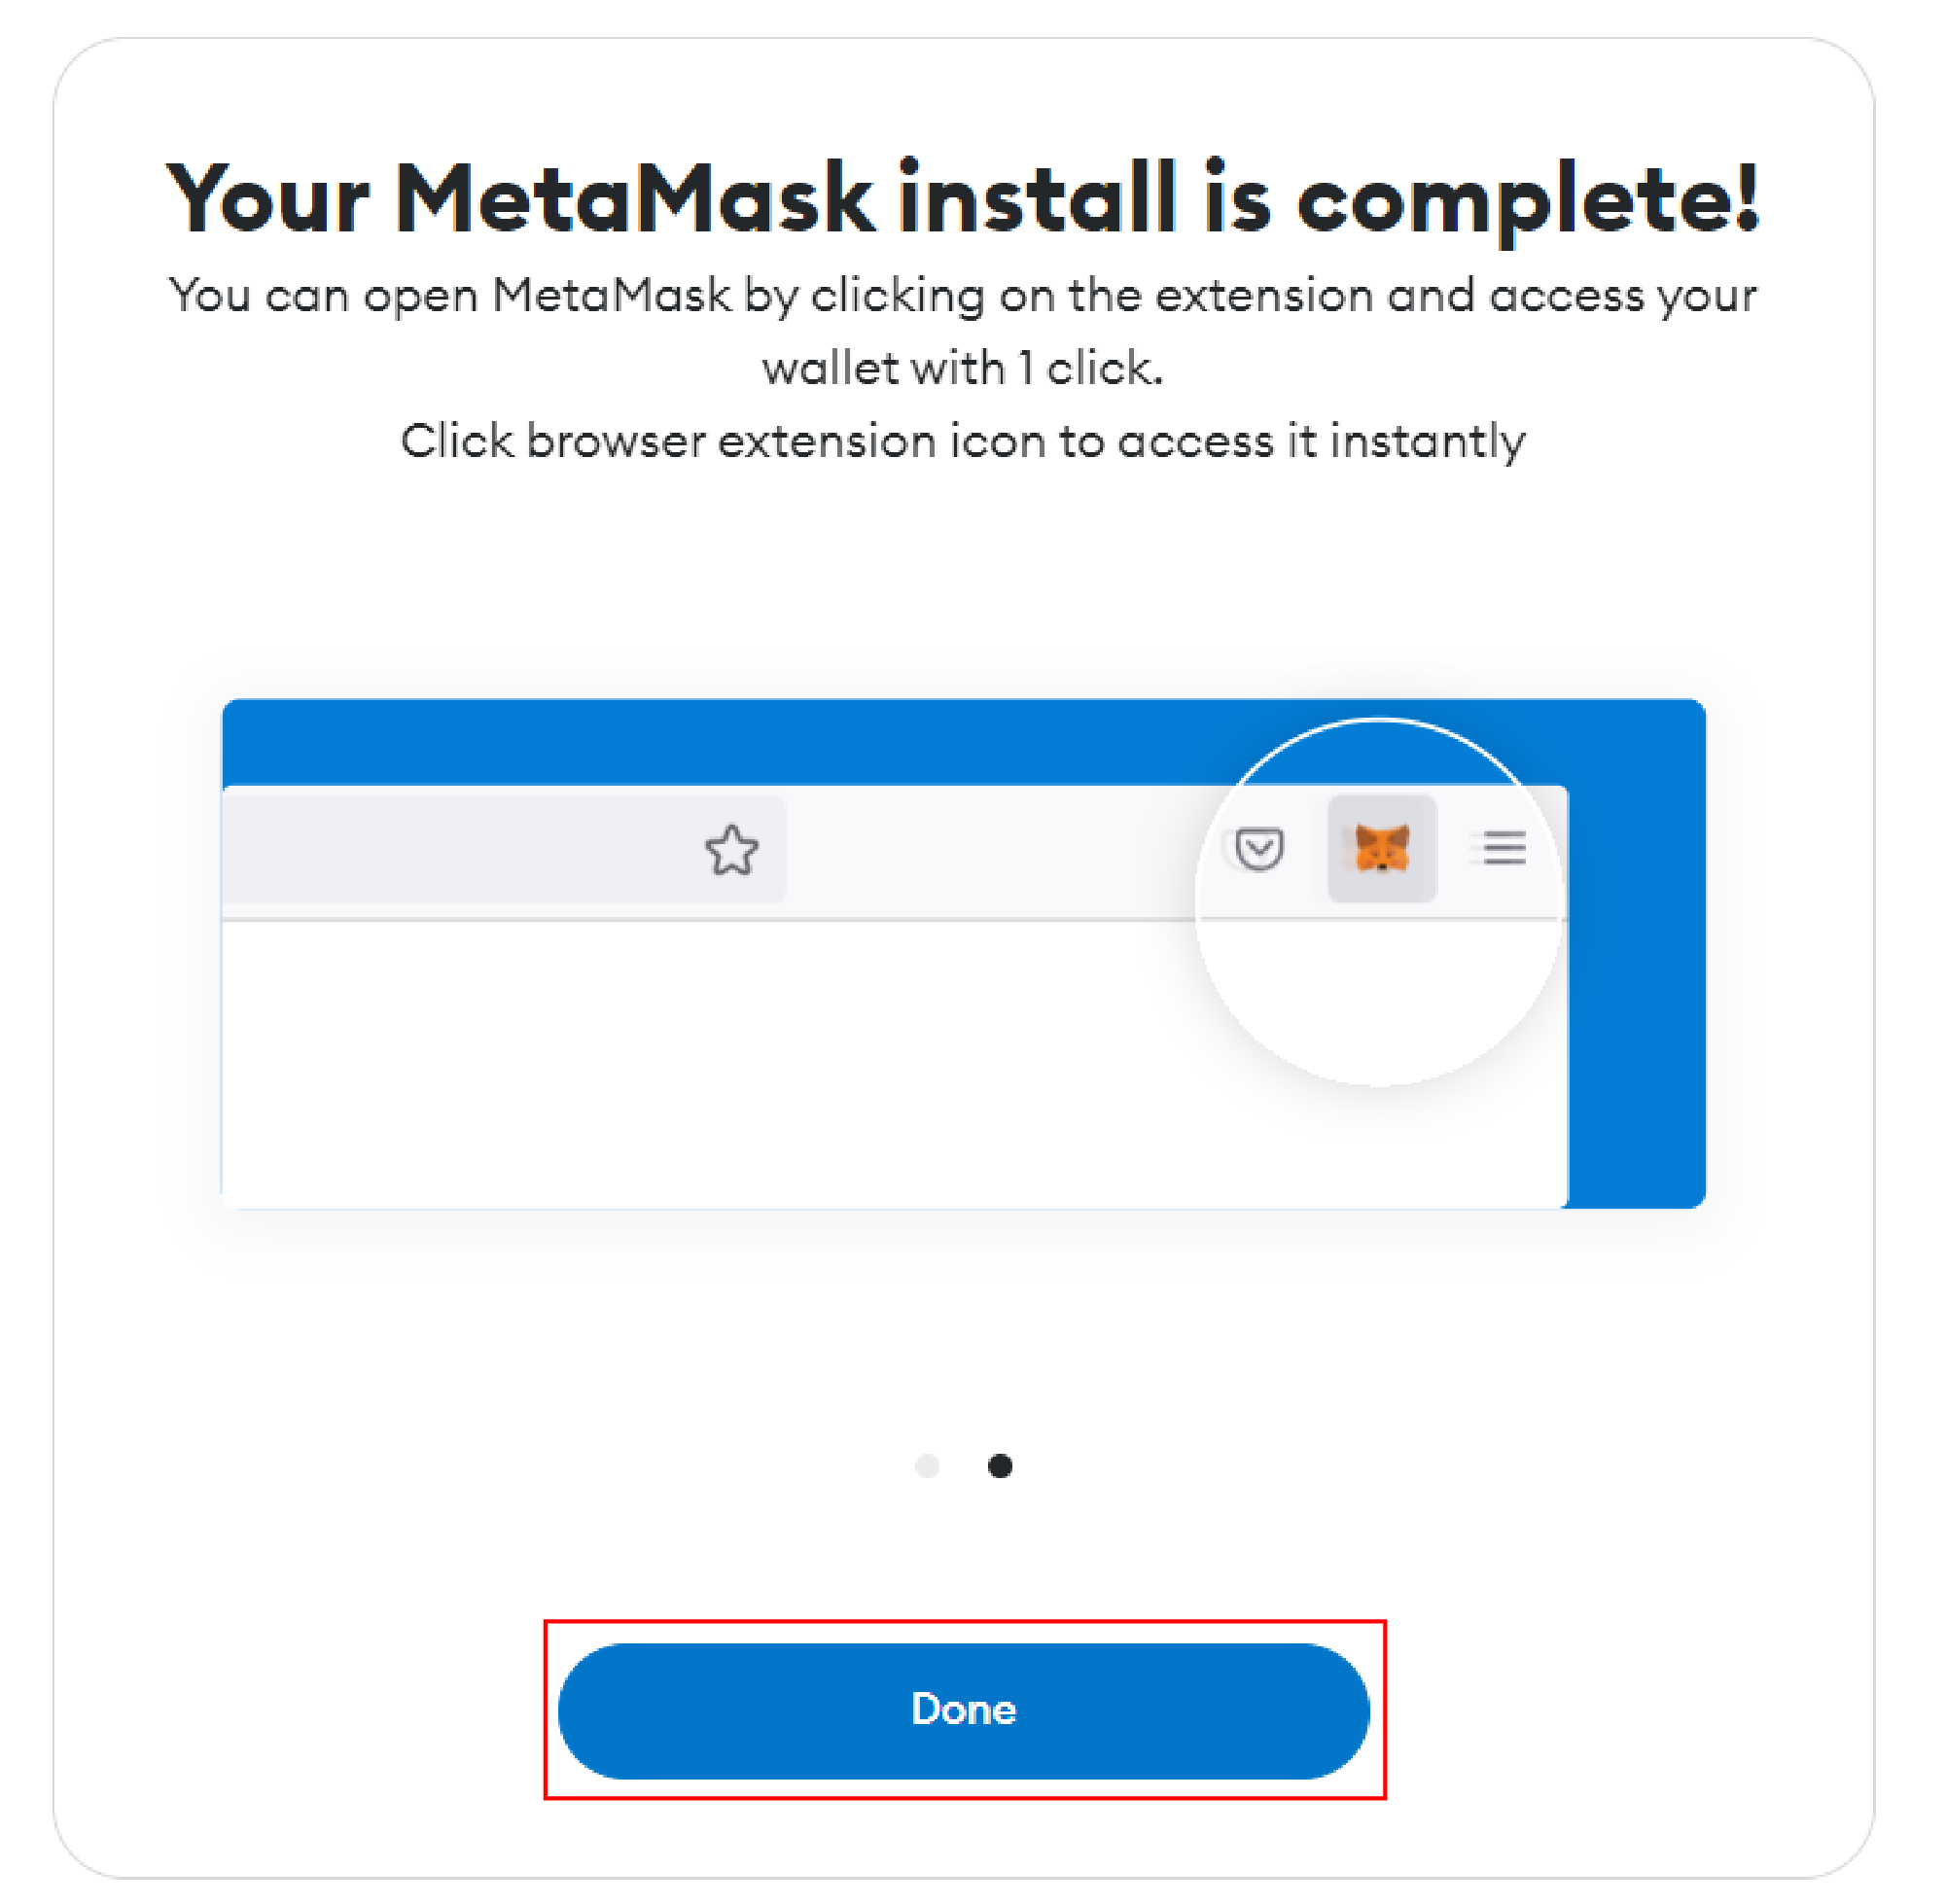 Your MetaMask install is complete!
You can open MetaMask by clicking on the extension and access your
wallet with 1 click.
Click browser extension icon to access it instantly
Done